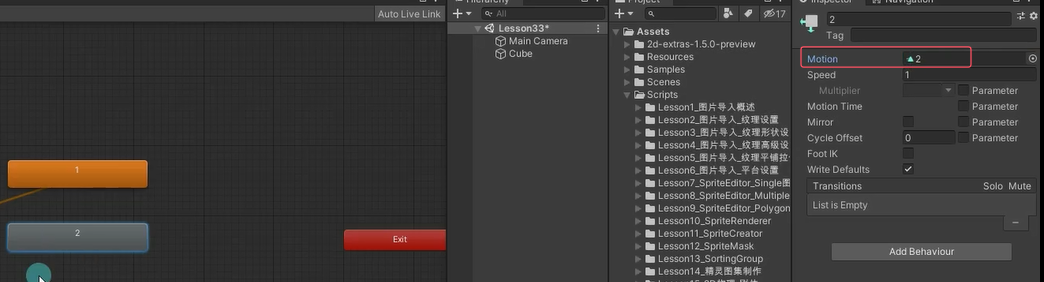 Hierarchy
Project
Inspector
Navigation
Auto Live Link
All
17
2
Tag
Lesson33*
Main Camera
Cube
Assets
2d-extras-1.5.0-preview
Resources
Samples
Scenes
Scripts
Lesson1_图片导入概述
Lesson2_图片导入_纹理设置
Lesson3_图片导入_纹理形状设
Lesson4_图片导入_纹理高级设
Lesson5_图片导入_纹理平铺拉
Lesson6_图片导入_平台设置
Lesson7_SpriteEditor_Single图
Lesson8_SpriteEditor_Multiple
Lesson9_SpriteEditor_Polygon
Lesson10_SpriteRenderer
Lesson11_SpriteCreator
Lesson12_SpriteMask
Lesson13_SortingGroup
Lesson14_精灵图集制作
Motion 2
Speed 1
Multiplier Parameter
Motion Time Parameter
Mirror Parameter
Cycle Offset 0 Parameter
Foot IK
Write Defaults
Transitions Solo Mute
List is Empty
Add Behaviour
1
2
Exit